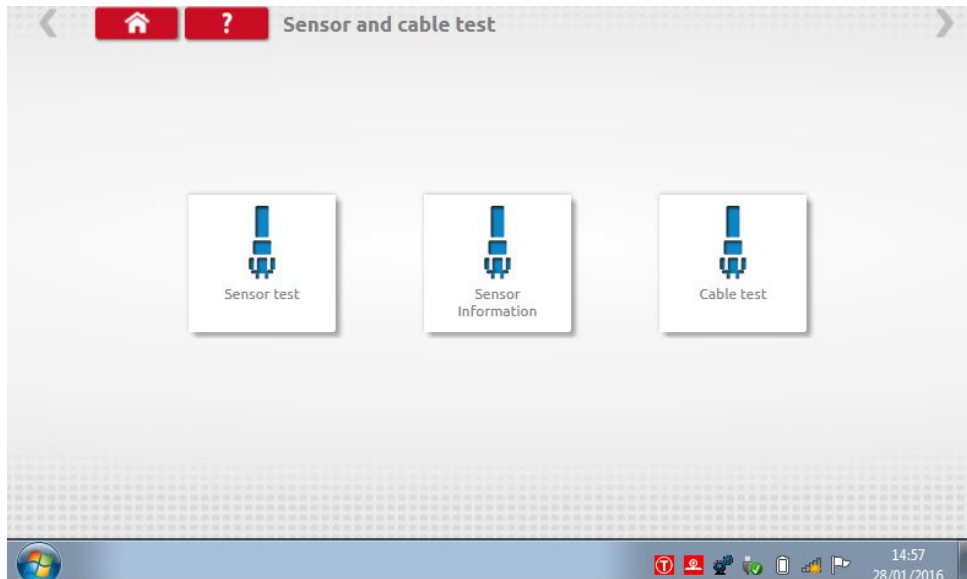 ? Sensor and cable test
Sensor test
Sensor
Information
Cable test
T
14:57
28/01/2016